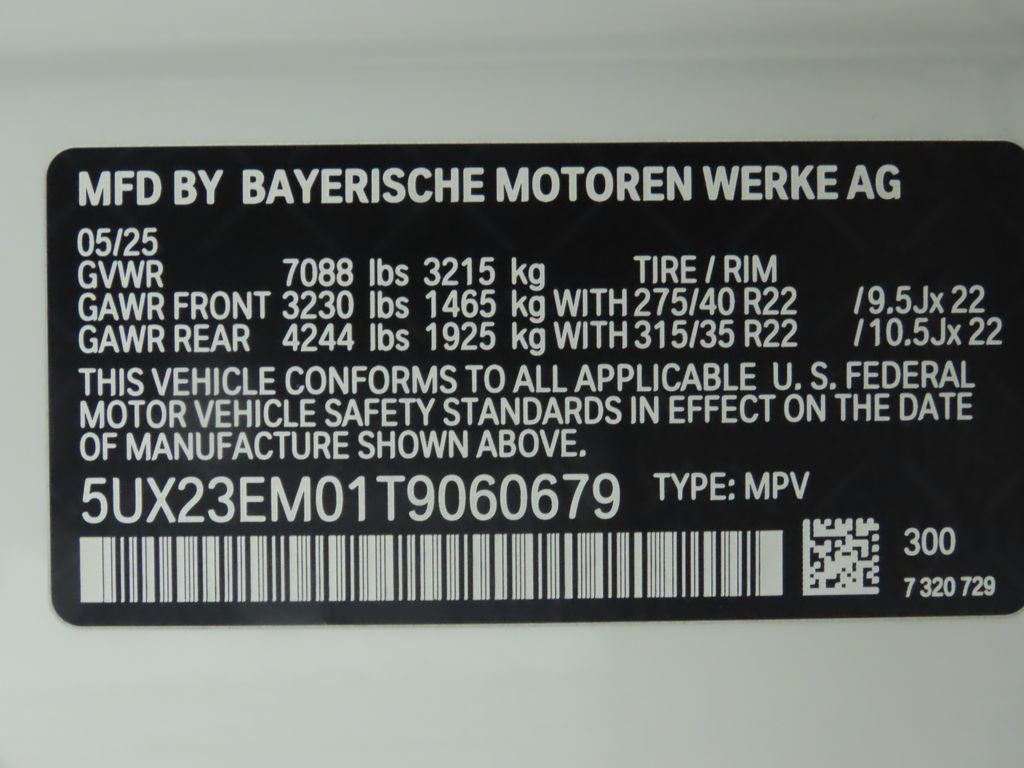 MFD BY BAYERISCHE MOTOREN WERKE AG
05/25
GVWR 7088 lbs 3215 kg TIRE / RIM
GAWR FRONT 3230 lbs 1465 kg WITH 275/40 R22 /9.5Jx 22
GAWR REAR 4244 lbs 1925 kg WITH 315/35 R22 /10.5Jx 22
THIS VEHICLE CONFORMS TO ALL APPLICABLE U. S. FEDERAL
MOTOR VEHICLE SAFETY STANDARDS IN EFFECT ON THE DATE
OF MANUFACTURE SHOWN ABOVE.
5UX23EM01T9060679 TYPE: MPV
300
7 320 729